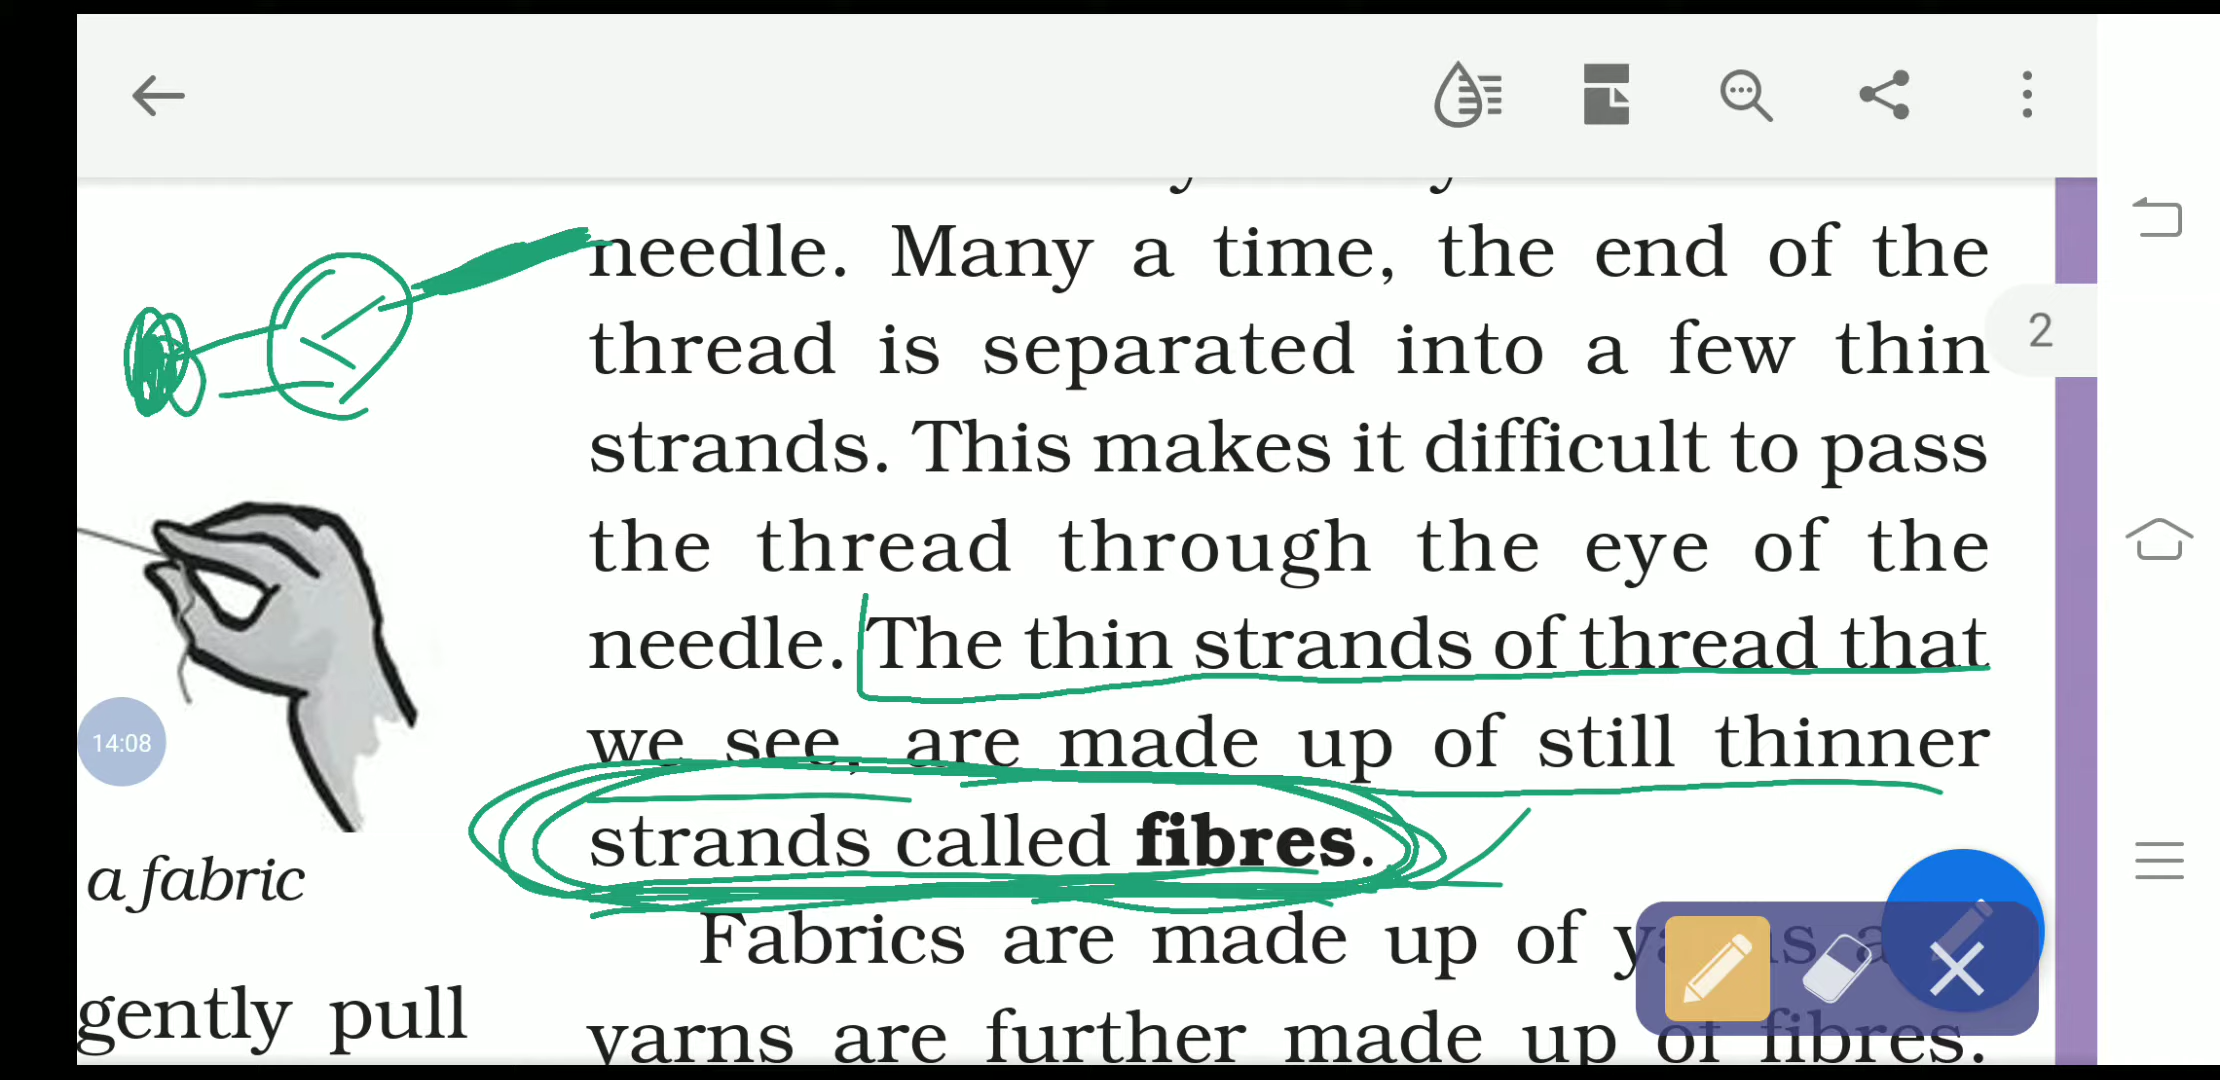 needle. Many a time, the end of the
thread is separated into a few thin
strands. This makes it difficult to pass
the thread through the eye of the
needle. The thin strands of thread that
we see, are made up of still thinner
strands called fibres.
Fabrics are made up of
yarns are further made up of fibres.
2
14:08
a fabric
gently pull